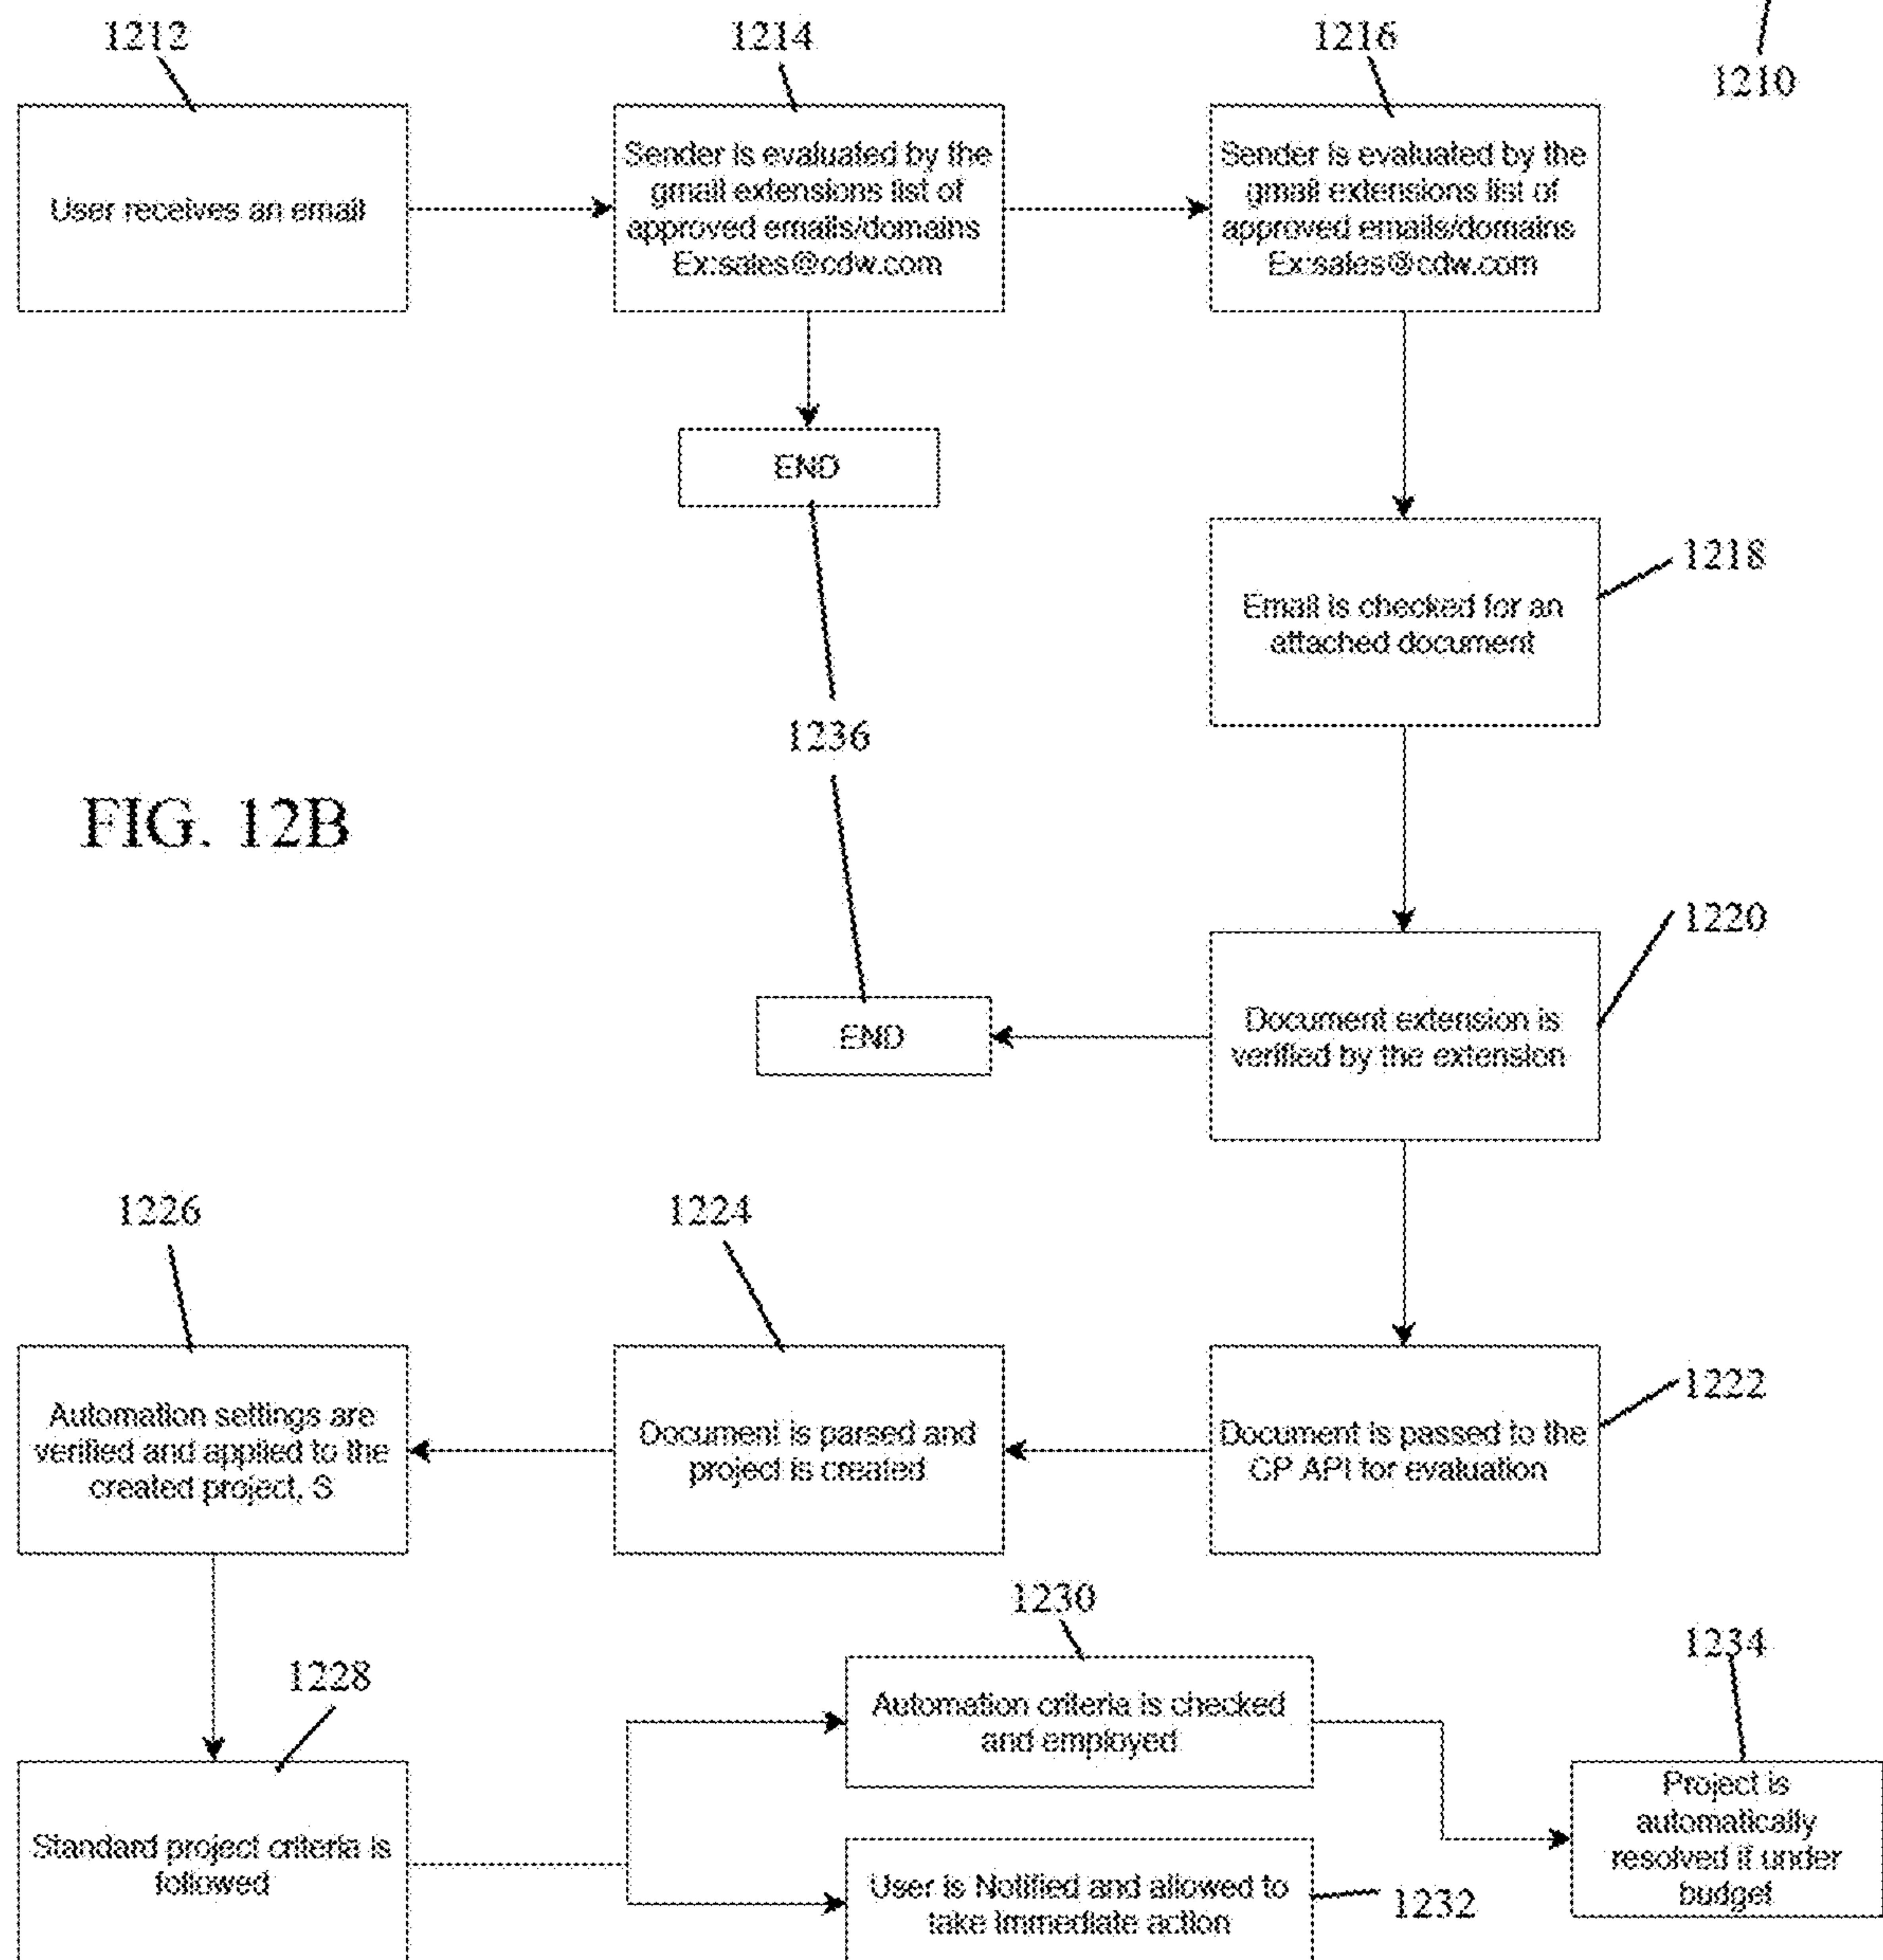 1212
1214
1216
1210
User receives an email
Sender is evaluated by the
gmail extensions list of
approved emails/domains
Ex:sales@cdw.com
Sender is evaluated by the
gmail extensions list of
approved emails/domains
Ex:sales@cdw.com
END
1218
Email is checked for an
attached document
1236
FIG. 12B
1220
END
Document extension is
verified by the extension
1226
1224
1222
Automation settings are
verified and applied to the
created project, S
Document is parsed and
project is created
Document is passed to the
CP API for evaluation
1230
1234
1228
Automation criteria is checked
and employed
Standard project criteria is
followed
Project is
automatically
resolved if under
budget
User is Notified and allowed to
take immediate action
1232